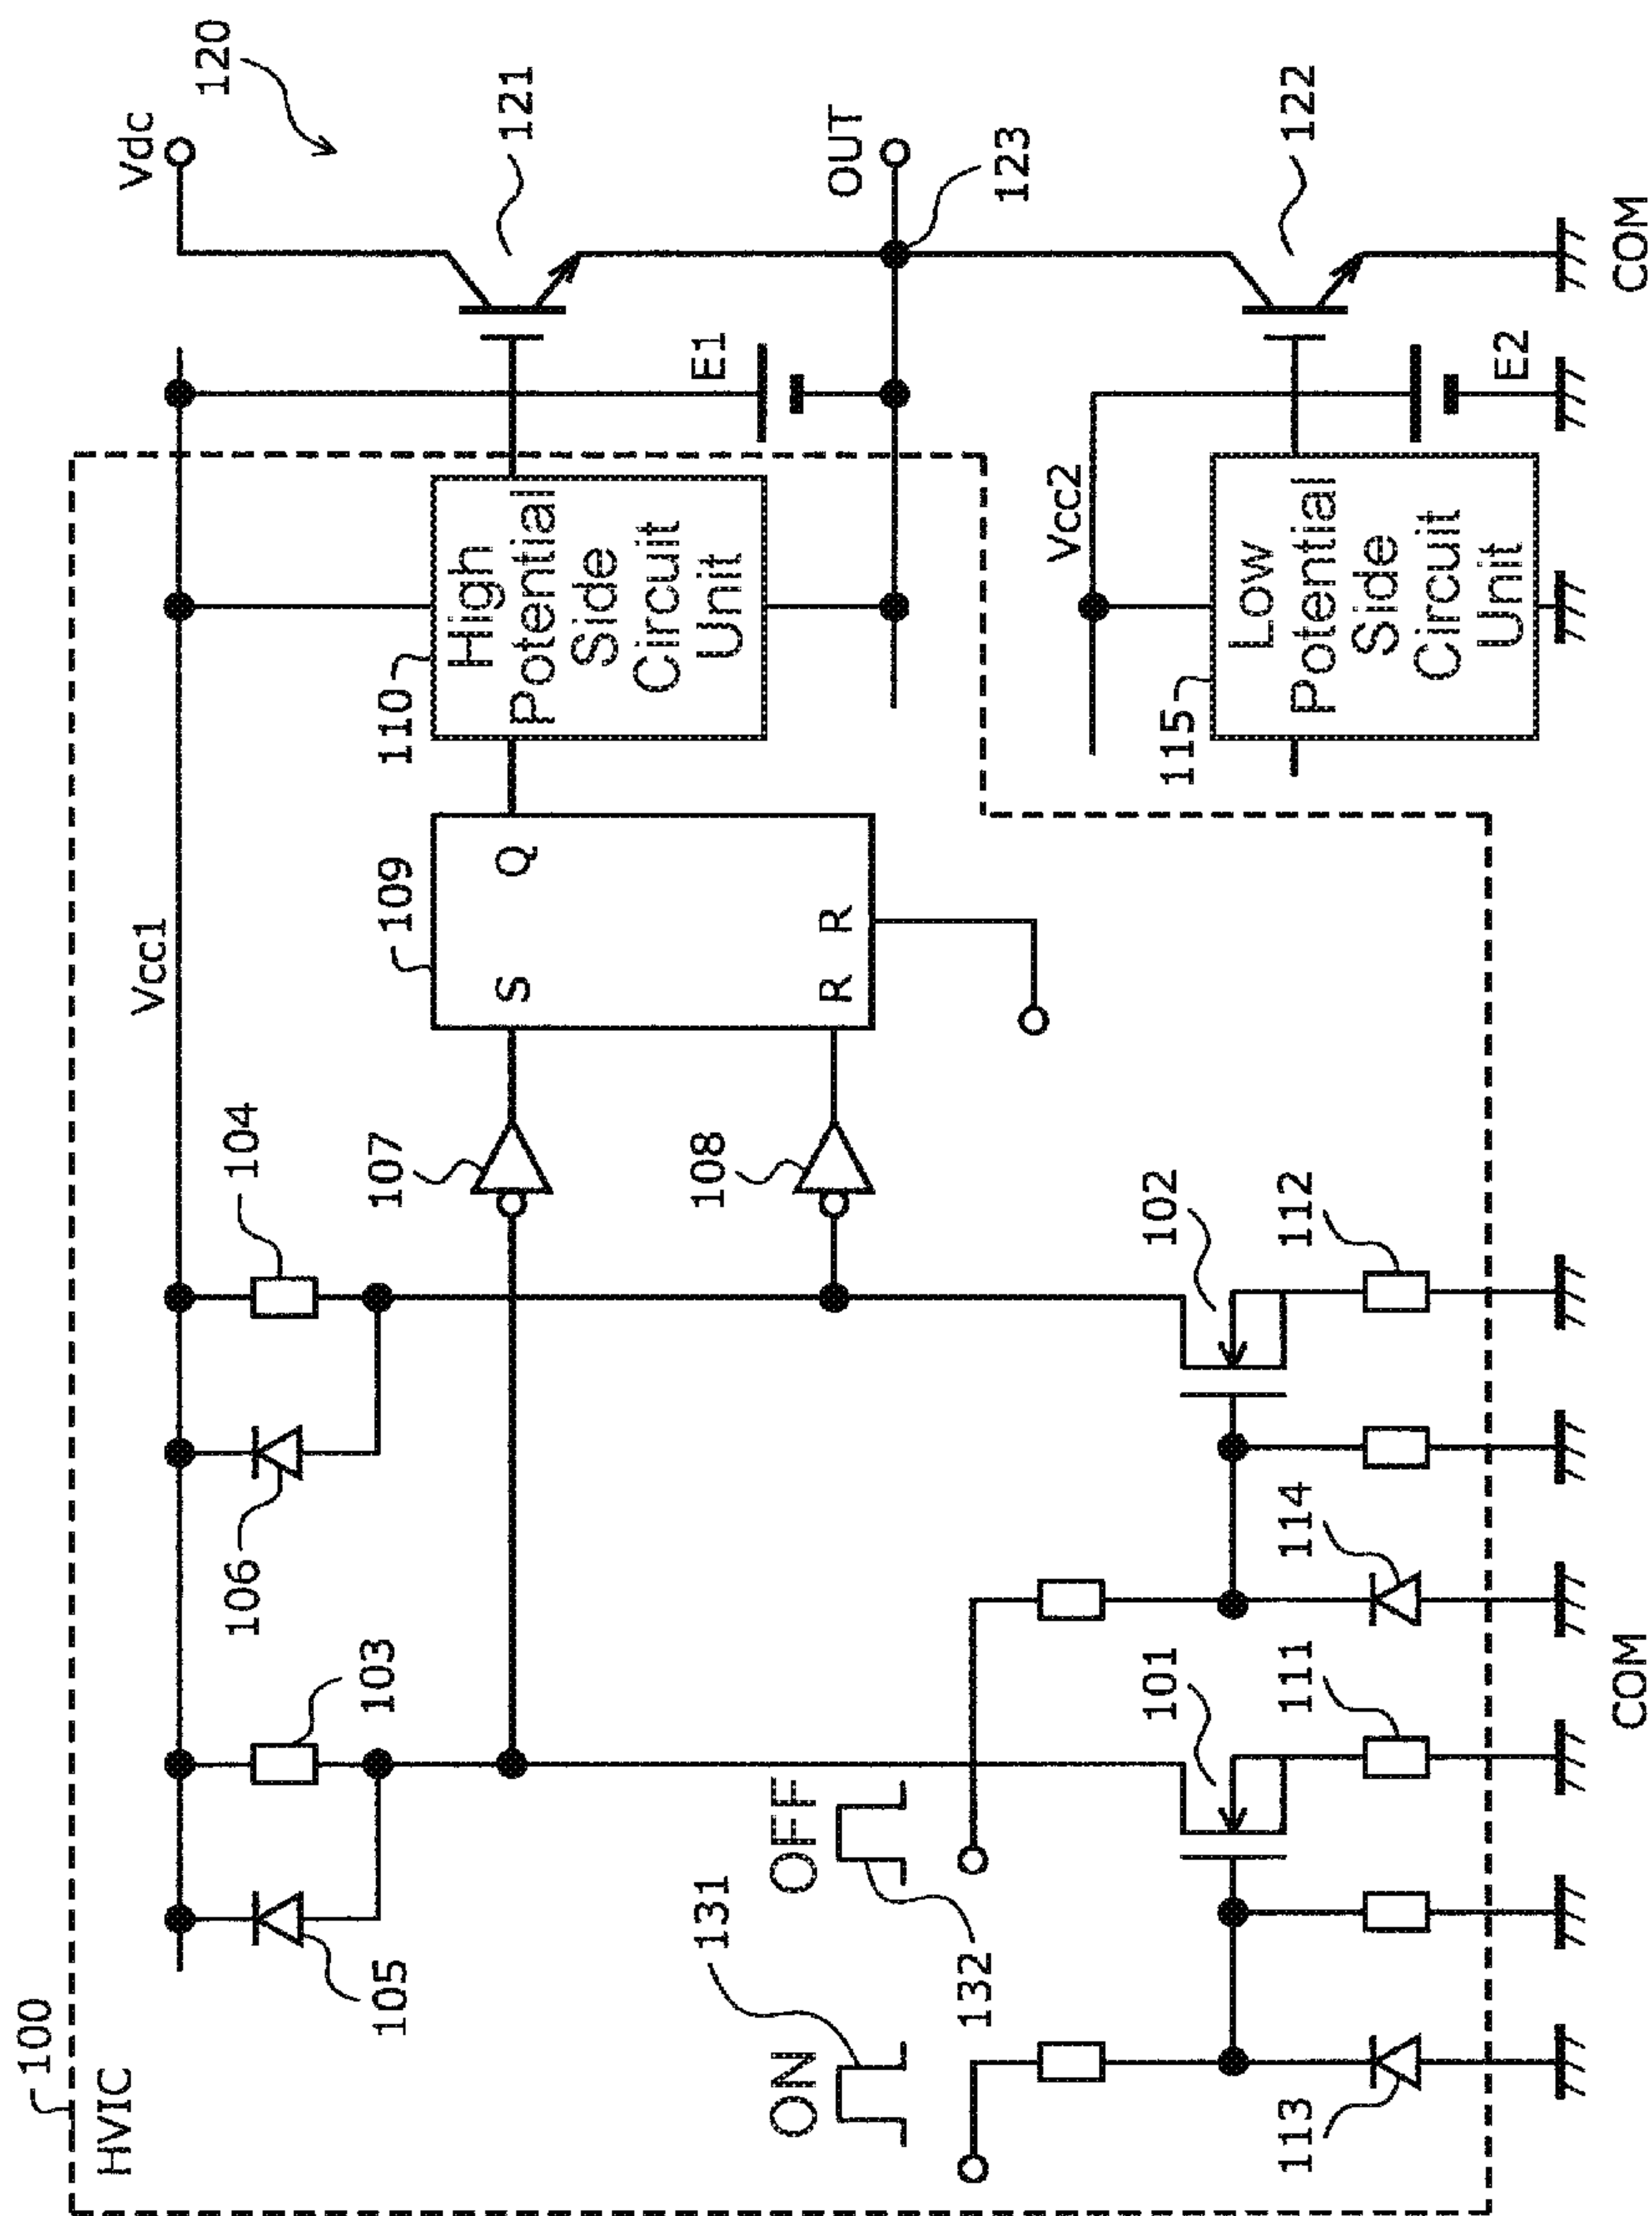 100
HVIC
Vcc1
Vdc
120
105
103
106
104
107
109
S
Q
R
R
108
110
High
Potential
Side
Circuit
Unit
121
E1
OUT
123
ON
131
OFF
132
101
102
113
111
114
112
Vcc2
115
Low
Potential
Side
Circuit
Unit
122
E2
COM
COM